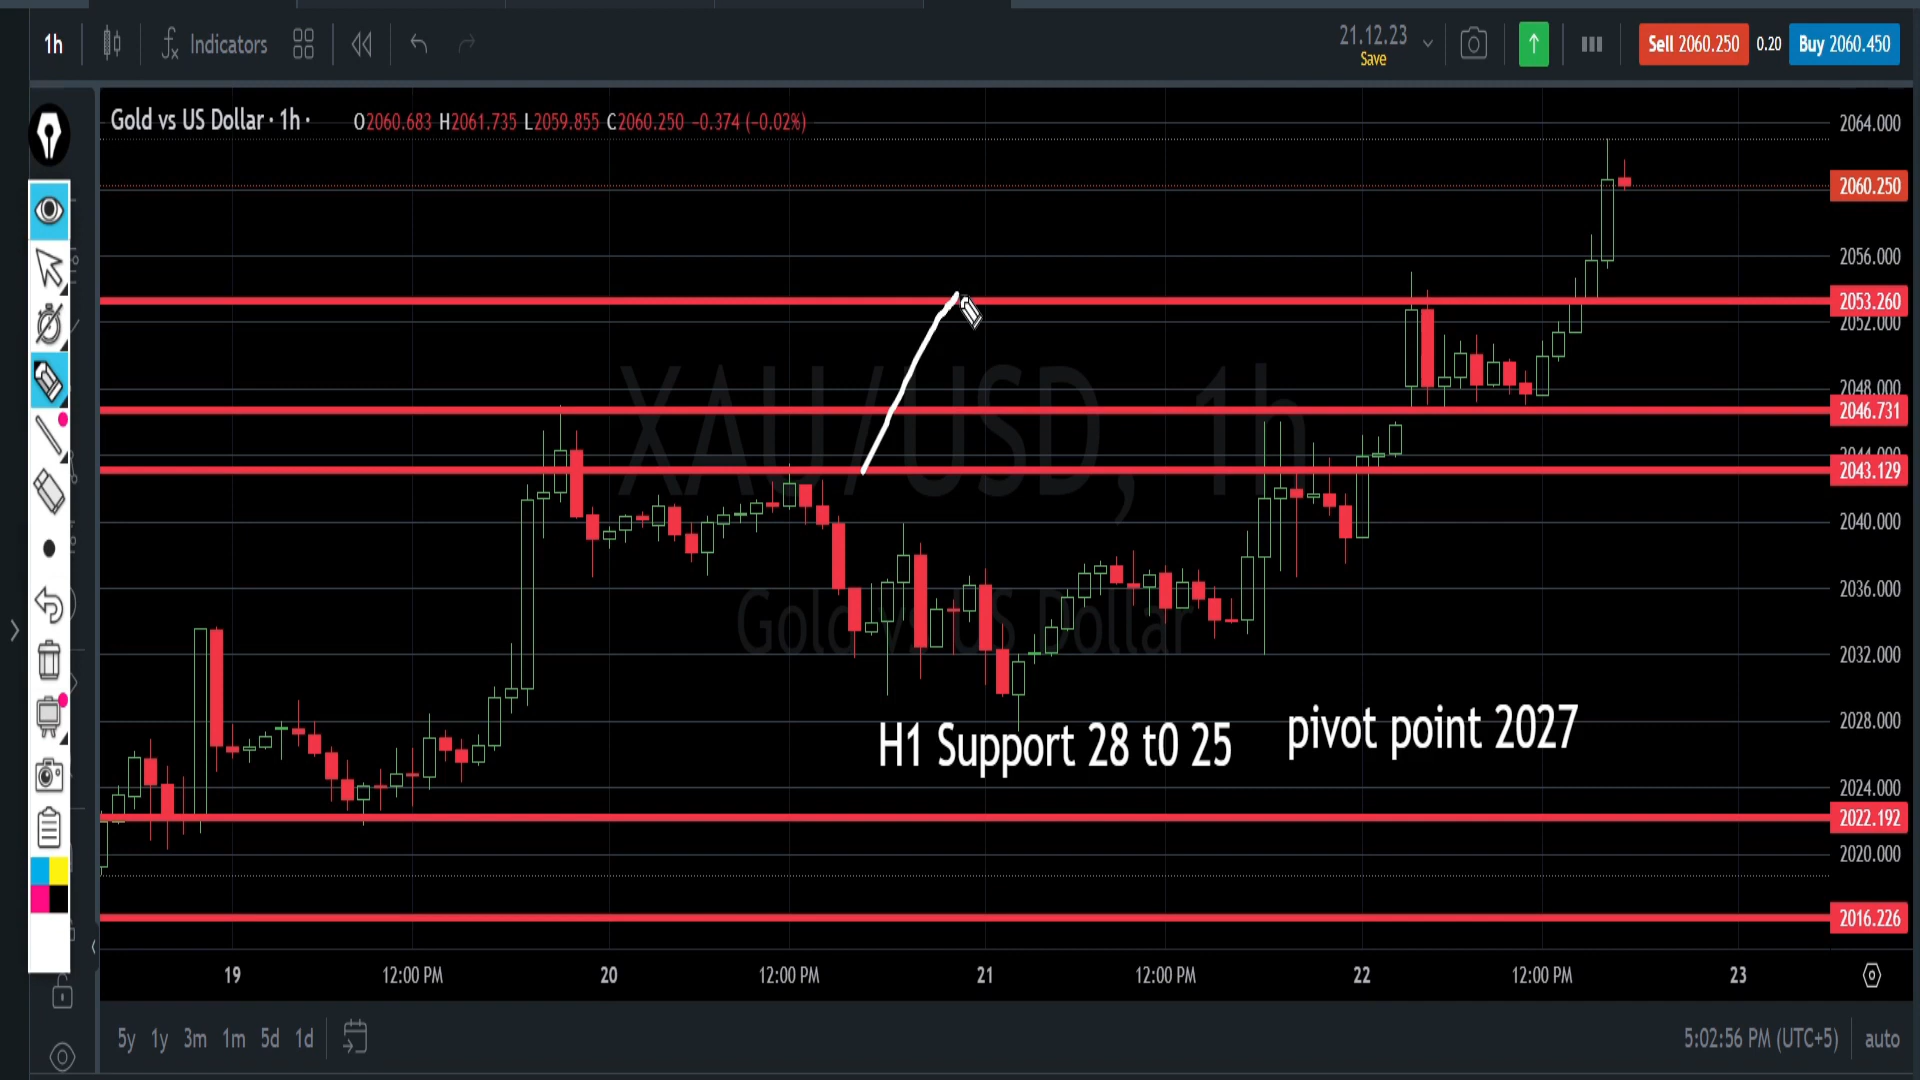 1h
Indicators
21.12.23
Save
Sell 2060.250
0.20
Buy 2060.450
Gold vs US Dollar · 1h ·
O2060.683 H2061.735 L2059.855 C2060.250 −0.374 (−0.02%)
2064.000
2060.250
2056.000
2053.260
2052.000
2048.000
2046.731
2044.000
2043.129
2040.000
2036.000
2032.000
2028.000
2024.000
2022.192
2020.000
2016.226
XAU/USD, 1h
Gold vs US Dollar
H1 Support 28 t0 25
pivot point 2027
19
12:00 PM
20
12:00 PM
21
12:00 PM
22
12:00 PM
23
5y 1y 3m 1m 5d 1d
5:02:56 PM (UTC+5)
auto